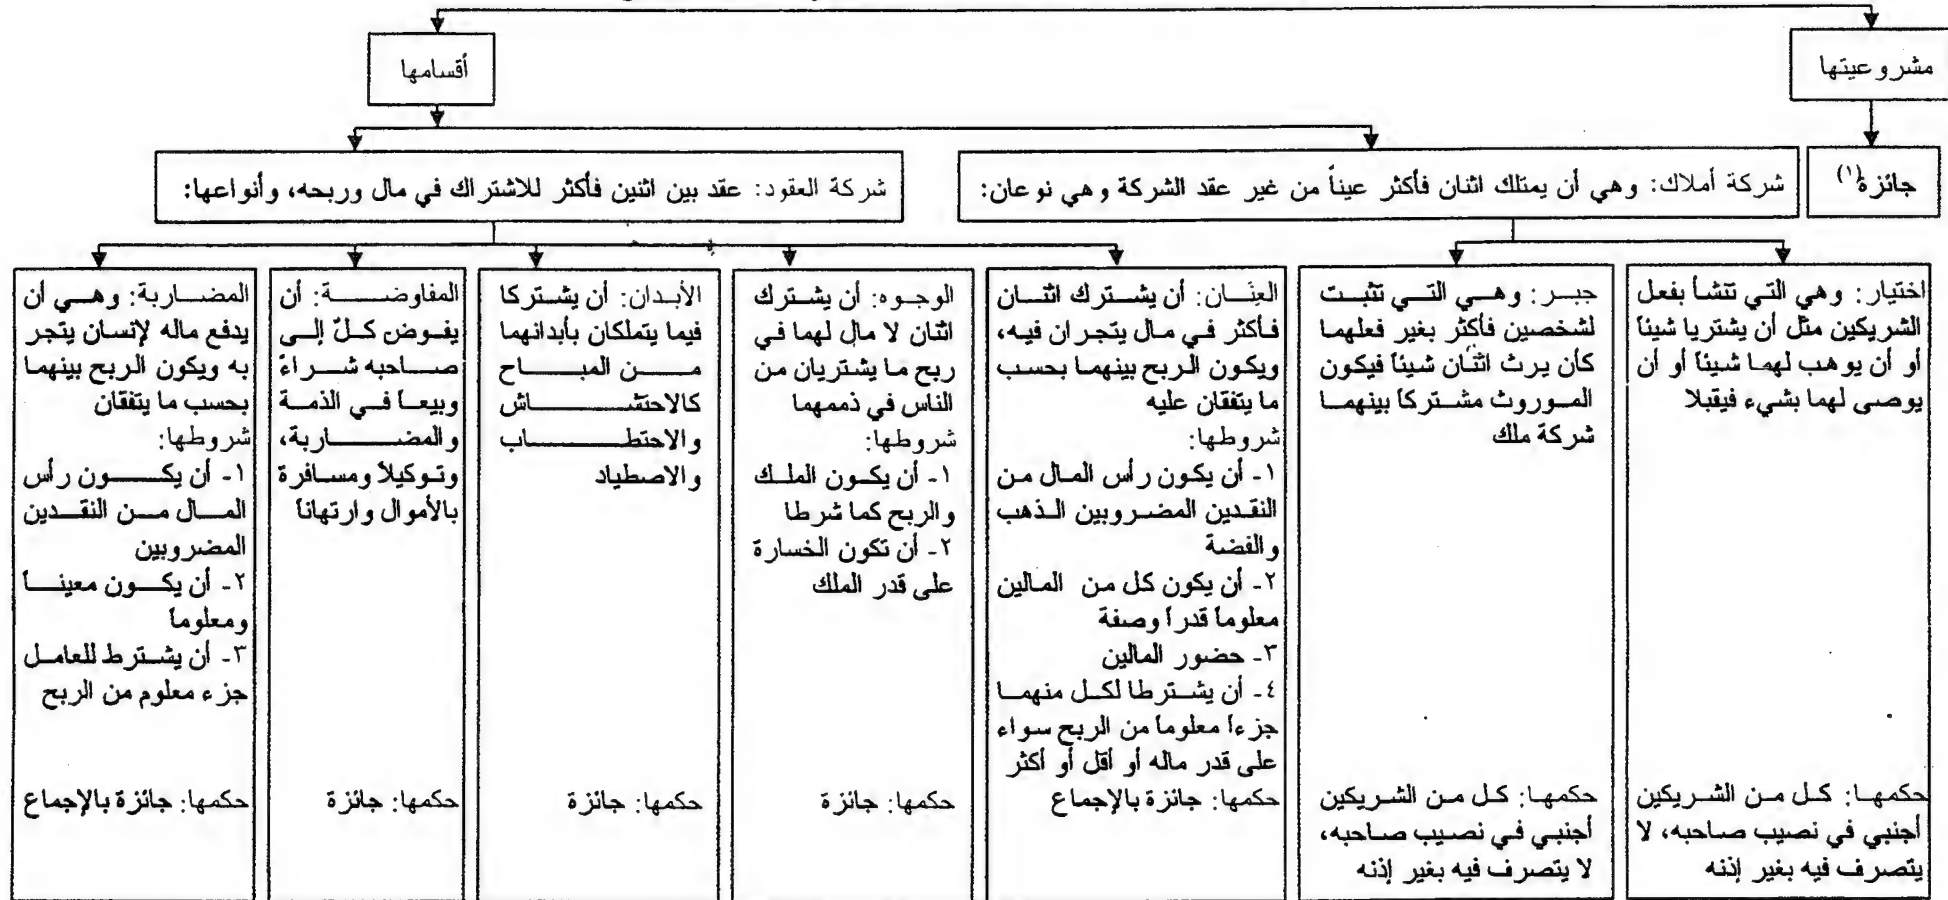 مشروعيتها
أقسامها
جائزة(١)
شركة أملاك: وهي أن يمتلك اثنان فأكثر عيناً من غير عقد الشركة وهي نوعان:
شركة العقود: عقد بين اثنين فأكثر للاشتراك في مال وربحه، وأنواعها:
اختيار: وهي التي تنشأ بفعل
الشريكين مثل أن يشتريا شيئاً
أو أن يوهب لهما شيئاً أو أن
يوصى لهما بشيء فيقبلا
حكمها: كل من الشريكين
أجنبي في نصيب صاحبه، لا
يتصرف فيه بغير إذنه
جبر: وهي التي تثبت
لشخصين فأكثر بغير فعلهما
كأن يرث اثنان شيئاً فيكون
الموروث مشتركاً بينهما
شركة ملك
حكمها: كل من الشريكين
أجنبي في نصيب صاحبه،
لا يتصرف فيه بغير إذنه
العنّان: أن يشترك اثنان
فأكثر في مال يتجران فيه،
ويكون الربح بينهما بحسب
ما يتفقان عليه
شروطها:
١- أن يكون رأس المال من
النقدين المضروبين الذهب
والفضة
٢- أن يكون كل من المالين
معلوماً قدراً وصفة
٣- حضور المالين
٤- أن يشترطا لكل منهما
جزءاً معلوماً من الربح سواء
على قدر ماله أو أقل أو أكثر
حكمها: جائزة بالإجماع
الوجوه: أن يشترك
اثنان لا مال لهما في
ربح ما يشتريان من
الناس في ذممهما
شروطها:
١- أن يكون الملك
والربح كما شرطا
٢- أن تكون الخسارة
على قدر الملك
حكمها: جائزة
الأبدان: أن يشتركا
فيما يتملكان بأبدانهما
من المباح
كالاحتشاش
والاحتطاب
والاصطياد
حكمها: جائزة
المفاوضة: أن
يفوض كلٌ إلى
صاحبه شراءً
وبيعاً في الذمة
والمضاربة،
وتوكيلاً ومسافرة
بالأموال وارتهاناً
حكمها: جائزة
المضاربة: وهي أن
يدفع ماله لإنسان يتجر
به ويكون الربح بينهما
بحسب ما يتفقان
شروطها:
١- أن يكون رأس
المال من النقدين
المضروبين
٢- أن يكون معيناً
ومعلوماً
٣- أن يشترط للعامل
جزء معلوم من الربح
حكمها: جائزة بالإجماع